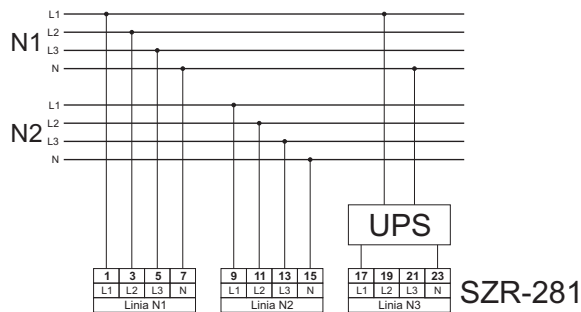 L1
L2
N1
L3
N
L1
L2
N2
L3
N
UPS
1 3 5 7 9 11 13 15 17 19 21 23
L1 L2 L3 N L1 L2 L3 N L1 L2 L3 N
Linia N1 Linia N2 Linia N3
SZR-281